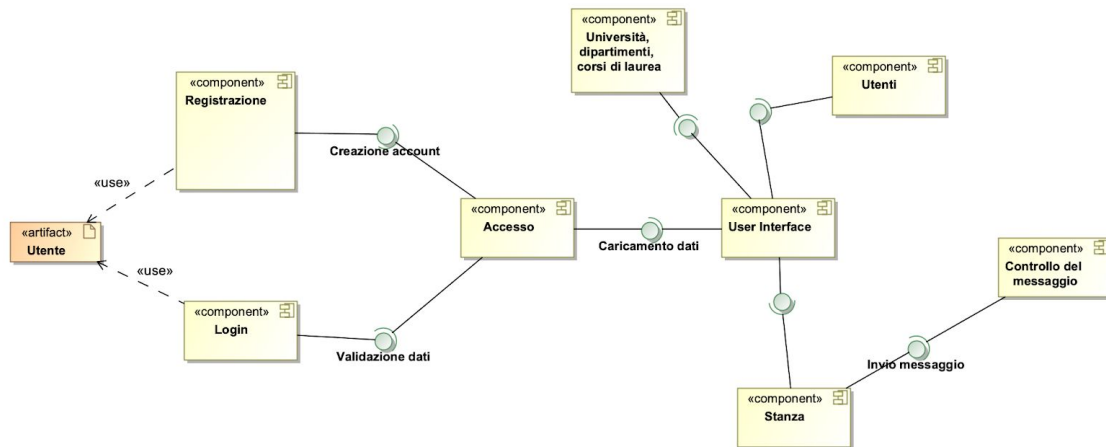 «component»
Università,
dipartimenti,
corsi di laurea
«component»
Utenti
«component»
Registrazione
Creazione account
«use»
«artifact»
Utente
«use»
«component»
Accesso
Caricamento dati
«component»
User Interface
«component»
Controllo del
messaggio
«component»
Login
Validazione dati
Invio messaggio
«component»
Stanza